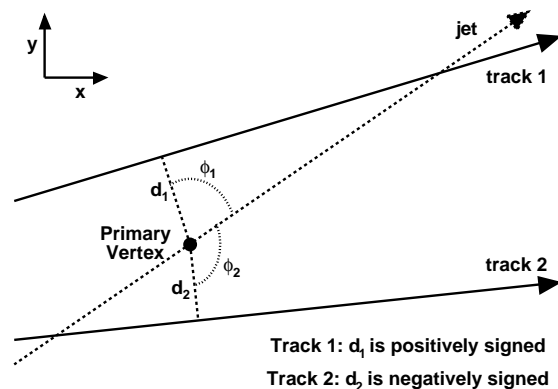 y
x
jet
track 1
ϕ1
d1
Primary
Vertex
ϕ2
d2
track 2
Track 1: d1 is positively signed
Track 2: d2 is negatively signed